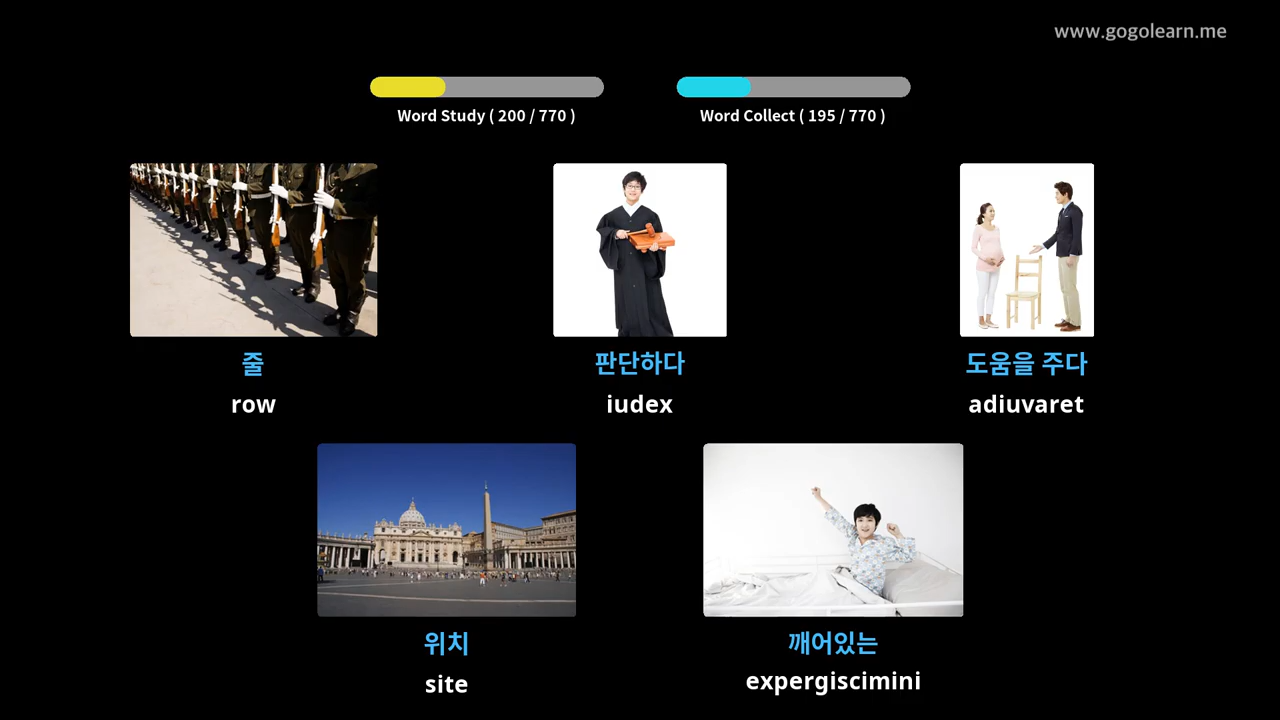 www.gogolearn.me
Word Study ( 200 / 770 )
Word Collect ( 195 / 770 )
줄
row
판단하다
iudex
도움을 주다
adiuvaret
위치
site
깨어있는
expergiscimini